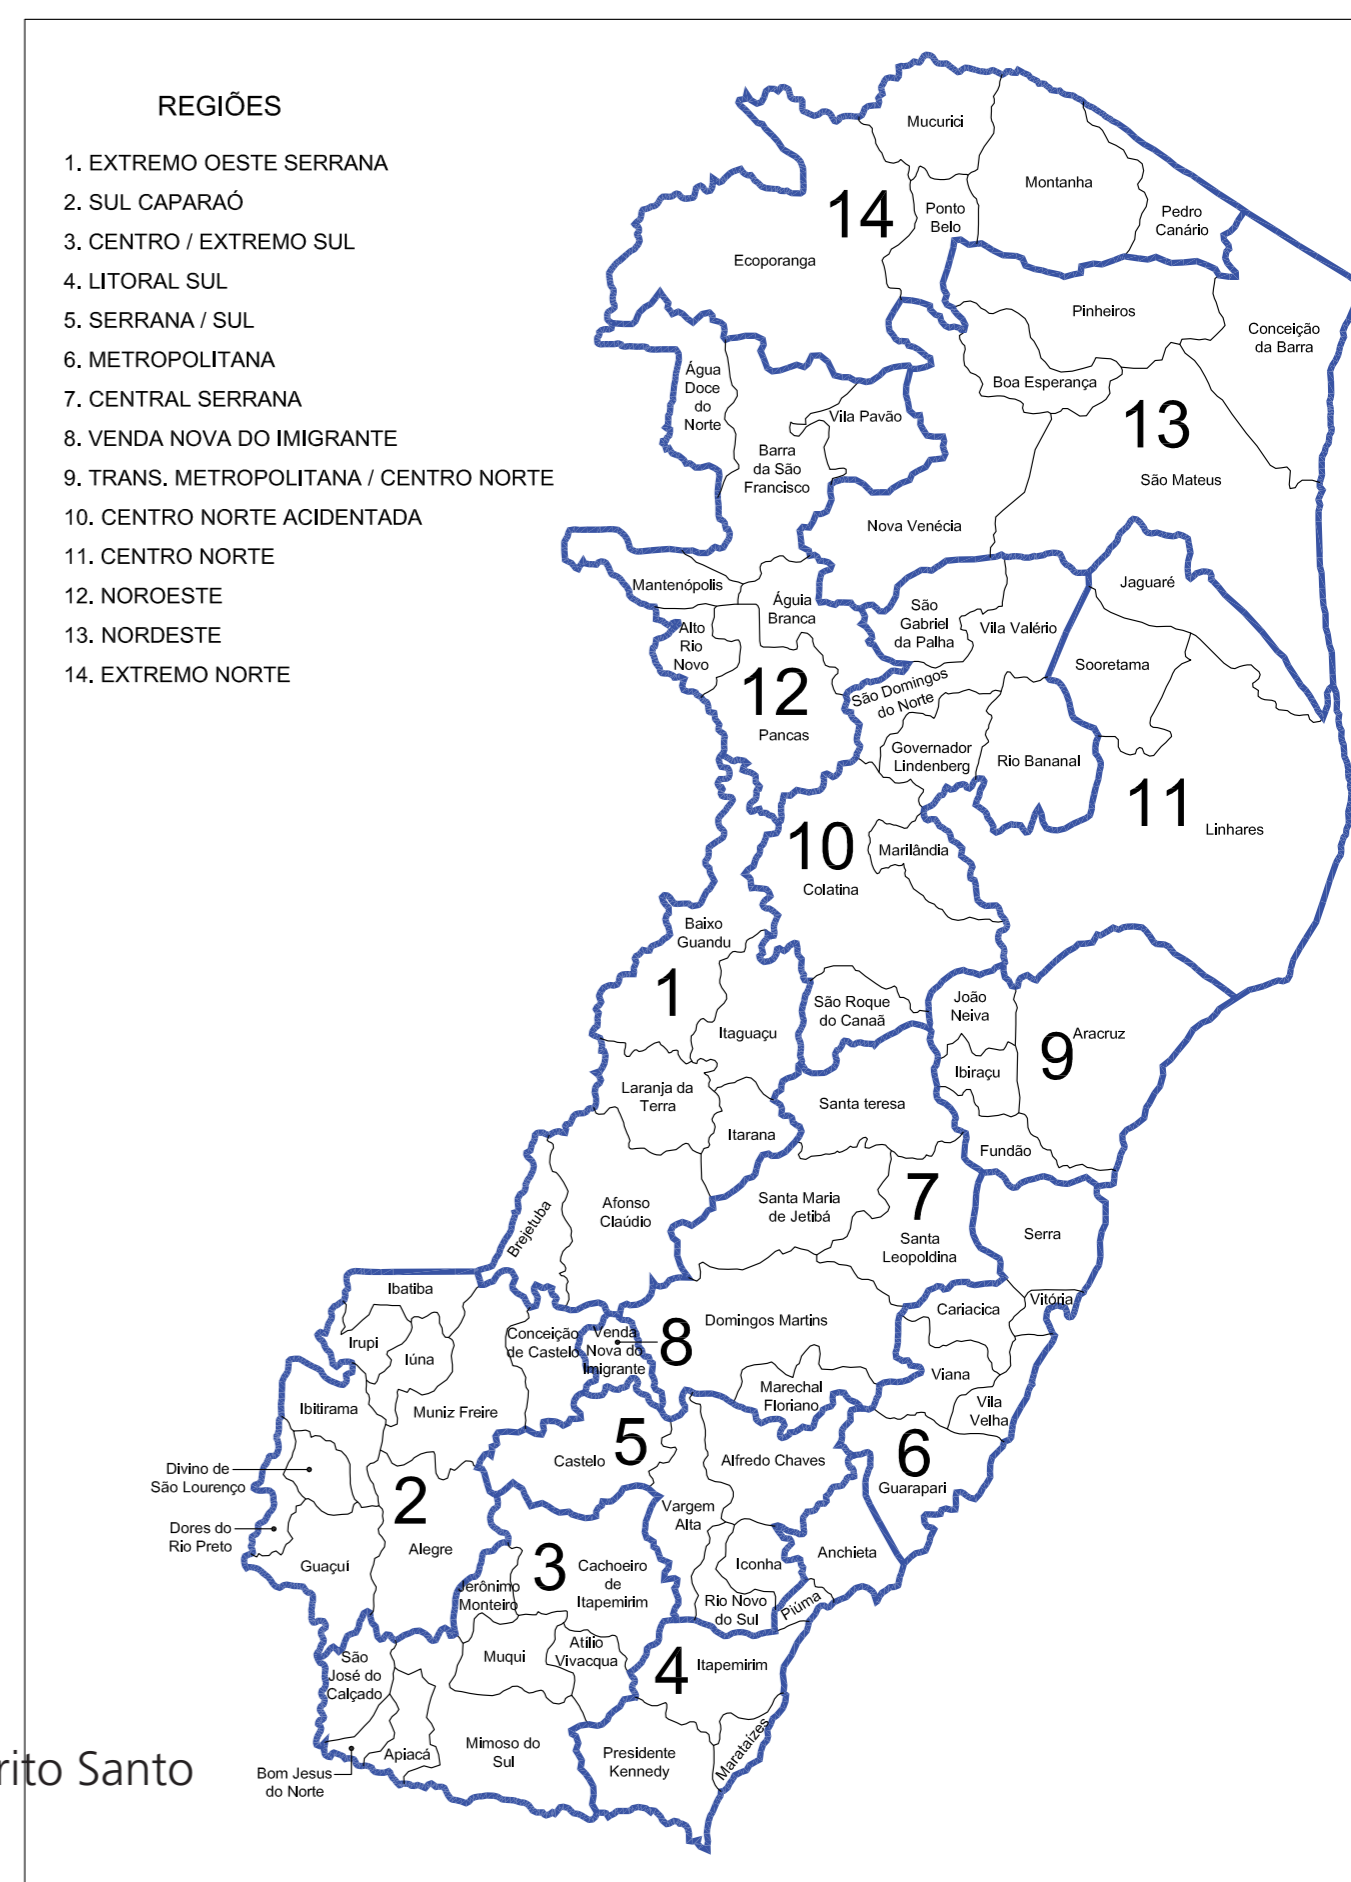 REGIÕES
1. EXTREMO OESTE SERRANA
2. SUL CAPARAÓ
3. CENTRO / EXTREMO SUL
4. LITORAL SUL
5. SERRANA / SUL
6. METROPOLITANA
7. CENTRAL SERRANA
8. VENDA NOVA DO IMIGRANTE
9. TRANS. METROPOLITANA / CENTRO NORTE
10. CENTRO NORTE ACIDENTADA
11. CENTRO NORTE
12. NOROESTE
13. NORDESTE
14. EXTREMO NORTE
Mucurici
Montanha
14
Ponto
Belo
Pedro
Canário
Ecoporanga
Pinheiros
Conceição
da Barra
Água
Doce
do
Norte
Boa Esperança
Vila Pavão
13
Barra
da São
Francisco
São Mateus
Nova Venécia
Mantenópolis
Águia
Branca
Jaguaré
São
Gabriel
da Palha
Vila Valério
Alto
Rio
Novo
Sooretama
12
Pancas
São Domingos
do Norte
Governador
Lindenberg
Rio Bananal
11
Linhares
10
Colatina
Marilândia
Baixo
Guandu
1
São Roque
do Canaã
João
Neiva
Itaguaçu
9
Aracruz
Ibiraçu
Laranja da
Terra
Santa teresa
Itarana
Fundão
Afonso
Claúdio
Brejetuba
Santa Maria
de Jetibá
7
Santa
Leopoldina
Serra
Ibatiba
Vitória
Cariacica
Domingos Martins
Conceição
de Castelo
Venda
Nova do
Imigrante
8
Irupi
Iúna
Viana
Marechal
Floriano
Vila
Velha
Ibitirama
Muniz Freire
5
Castelo
Alfredo Chaves
6
Guarapari
Divino de
São Lourenço
2
Vargem
Alta
Dores do
Rio Preto
Alegre
Guaçuí
3
Cachoeiro
de
Itapemirim
Iconha
Anchieta
Jerônimo
Monteiro
Rio Novo
do Sul
Piúma
São
José do
Calçado
Muqui
Atílio
Vivacqua
4
Itapemirim
Apiacá
Mimoso do
Sul
Presidente
Kennedy
Marataízes
Bom Jesus
do Norte
rito Santo